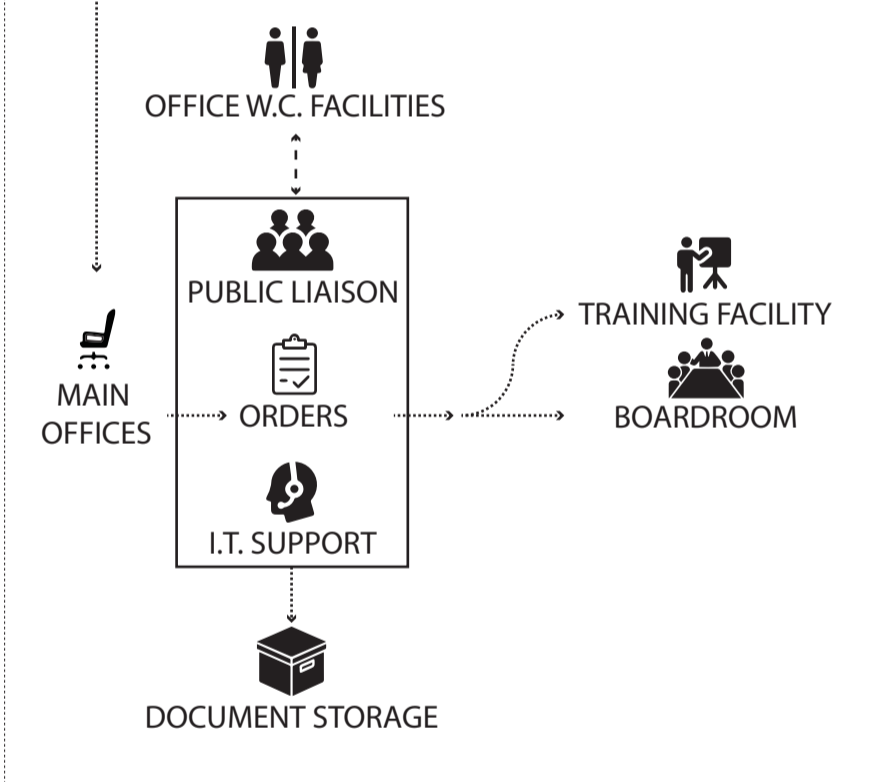 OFFICE W.C. FACILITIES
PUBLIC LIAISON
TRAINING FACILITY
MAIN
OFFICES
ORDERS
BOARDROOM
I.T. SUPPORT
DOCUMENT STORAGE